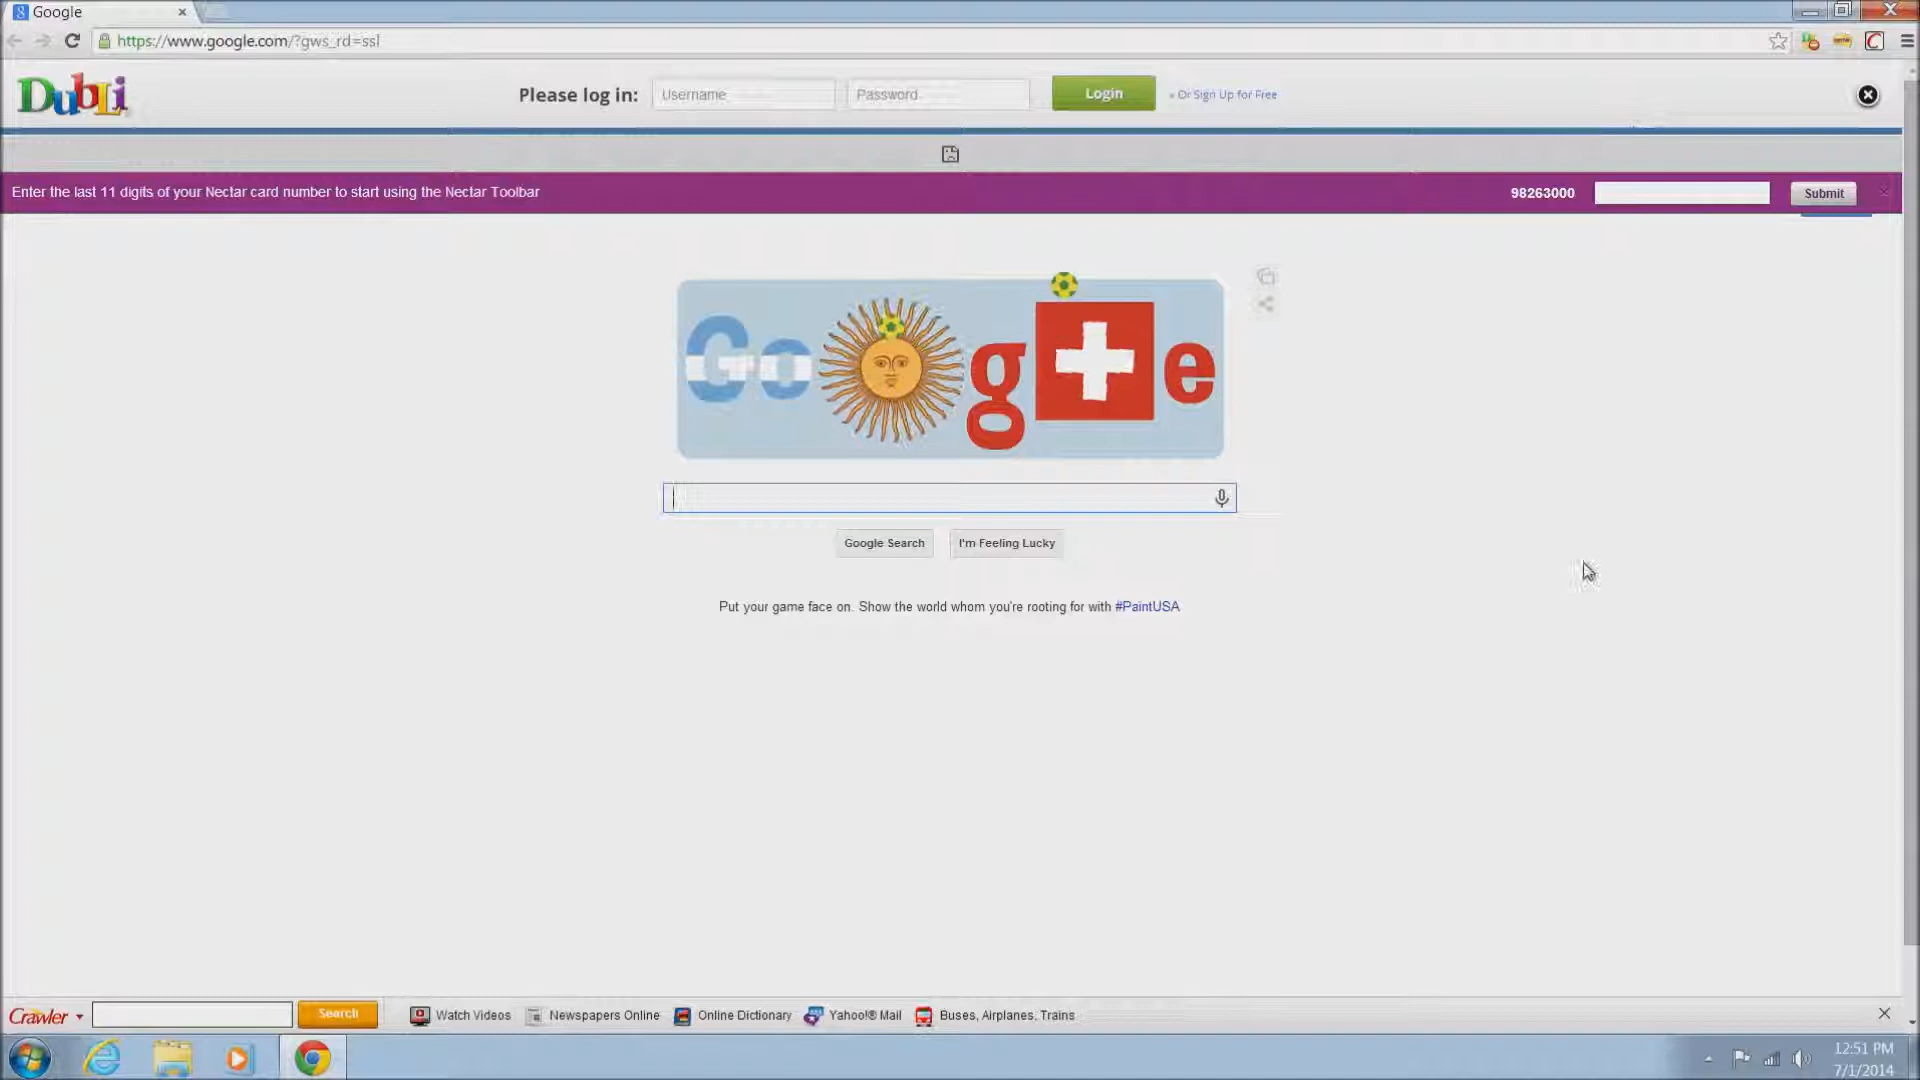 Google
https://www.google.com/?gws_rd=ssl
DubLi
Please log in:
Username
Password
Login
» Or Sign Up for Free
Enter the last 11 digits of your Nectar card number to start using the Nectar Toolbar
98263000
Submit
Google
Google Search
I'm Feeling Lucky
Put your game face on. Show the world whom you're rooting for with #PaintUSA
Crawler
Search
Watch Videos
Newspapers Online
Online Dictionary
Yahoo!® Mail
Buses, Airplanes, Trains
12:51 PM
7/1/2014